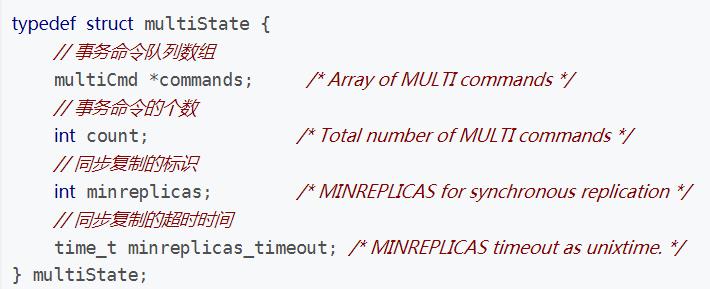 typedef struct multiState {
// 事务命令队列数组
multiCmd *commands; /* Array of MULTI commands */
// 事务命令的个数
int count; /* Total number of MULTI commands */
// 同步复制的标识
int minreplicas; /* MINREPLICAS for synchronous replication */
// 同步复制的超时时间
time_t minreplicas_timeout; /* MINREPLICAS timeout as unixtime. */
} multiState;